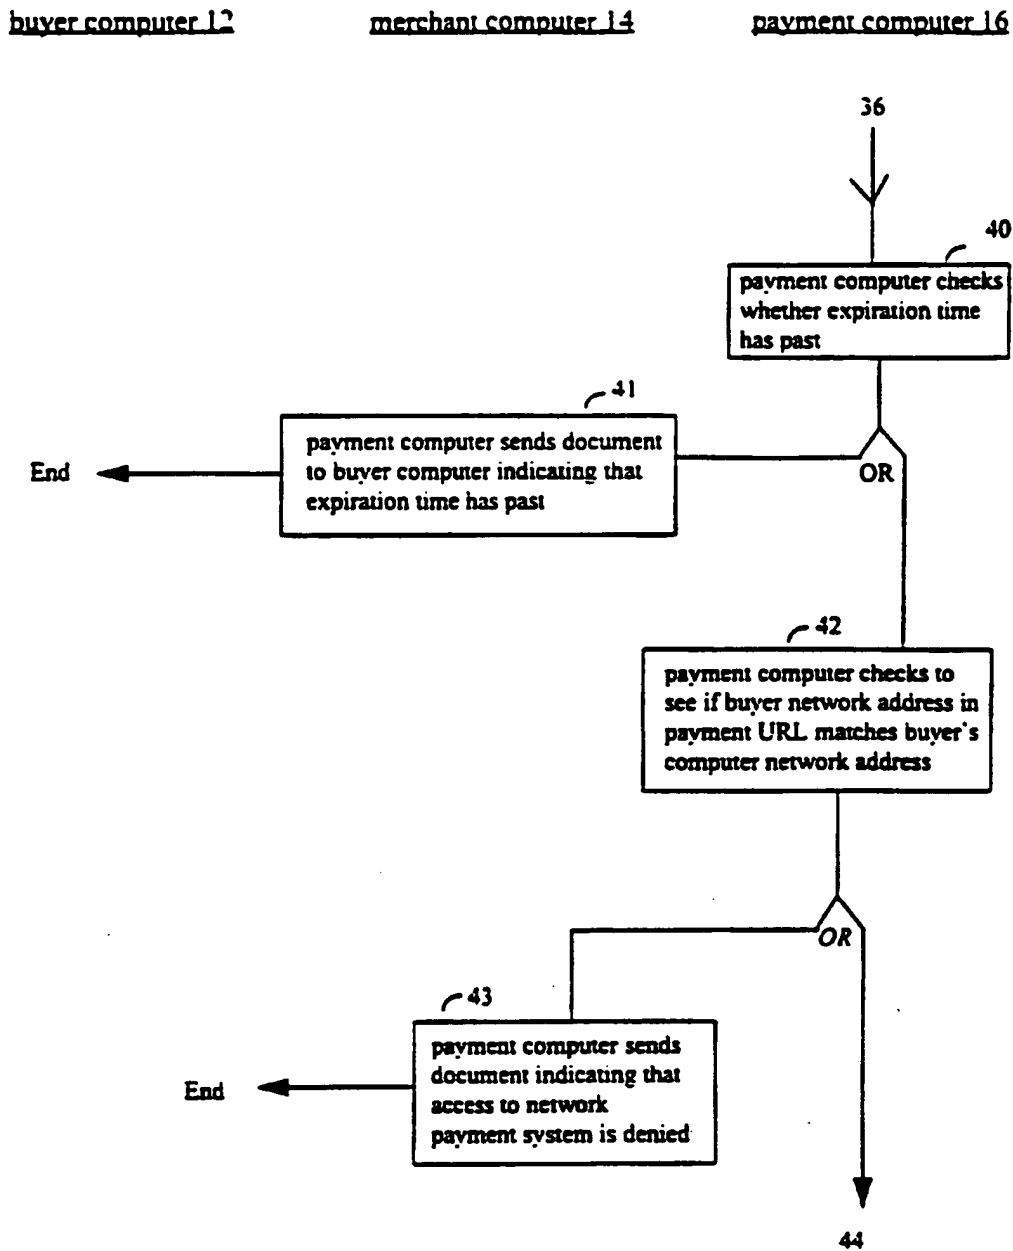 buyer computer 12
merchant computer 14
payment computer 16
36
40
payment computer checks
whether expiration time
has past
41
payment computer sends document
to buyer computer indicating that
expiration time has past
End
OR
42
payment computer checks to
see if buyer network address in
payment URL matches buyer's
computer network address
OR
43
payment computer sends
document indicating that
access to network
payment system is denied
End
44